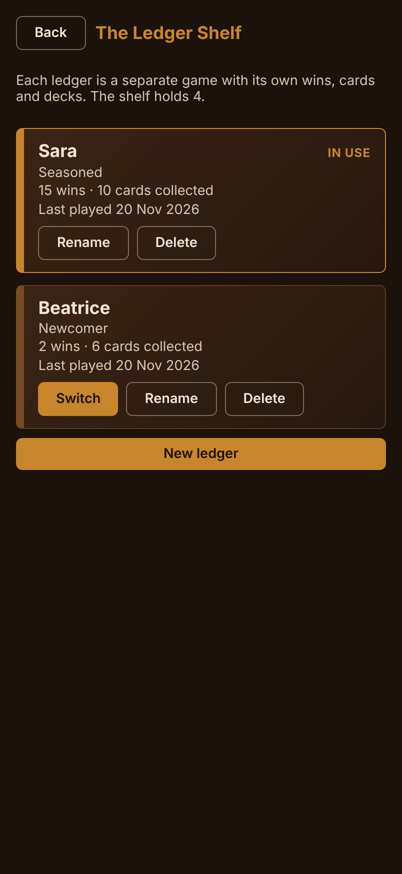 Back
The Ledger Shelf
Each ledger is a separate game with its own wins, cards
and decks. The shelf holds 4.
Sara
IN USE
Seasoned
15 wins · 10 cards collected
Last played 20 Nov 2026
Rename
Delete
Beatrice
Newcomer
2 wins · 6 cards collected
Last played 20 Nov 2026
Switch
Rename
Delete
New ledger